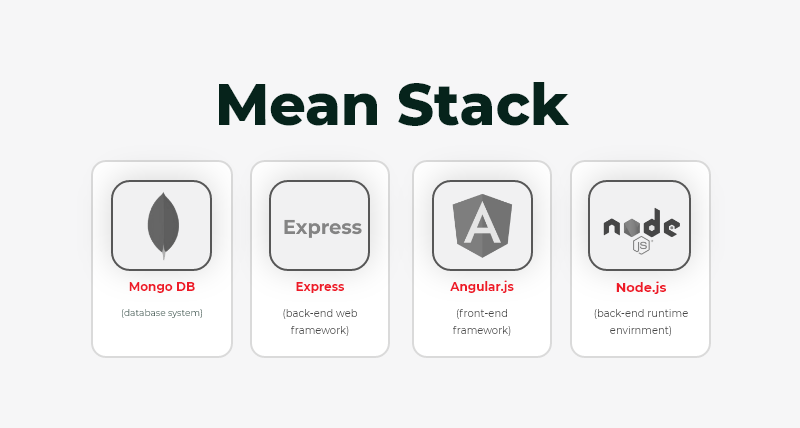 Mean Stack
Express
A
node
JS
Mongo DB
Express
Angular.js
Node.js
(database system)
(back-end web
framework)
(front-end
framework)
(back-end runtime
envirnment)